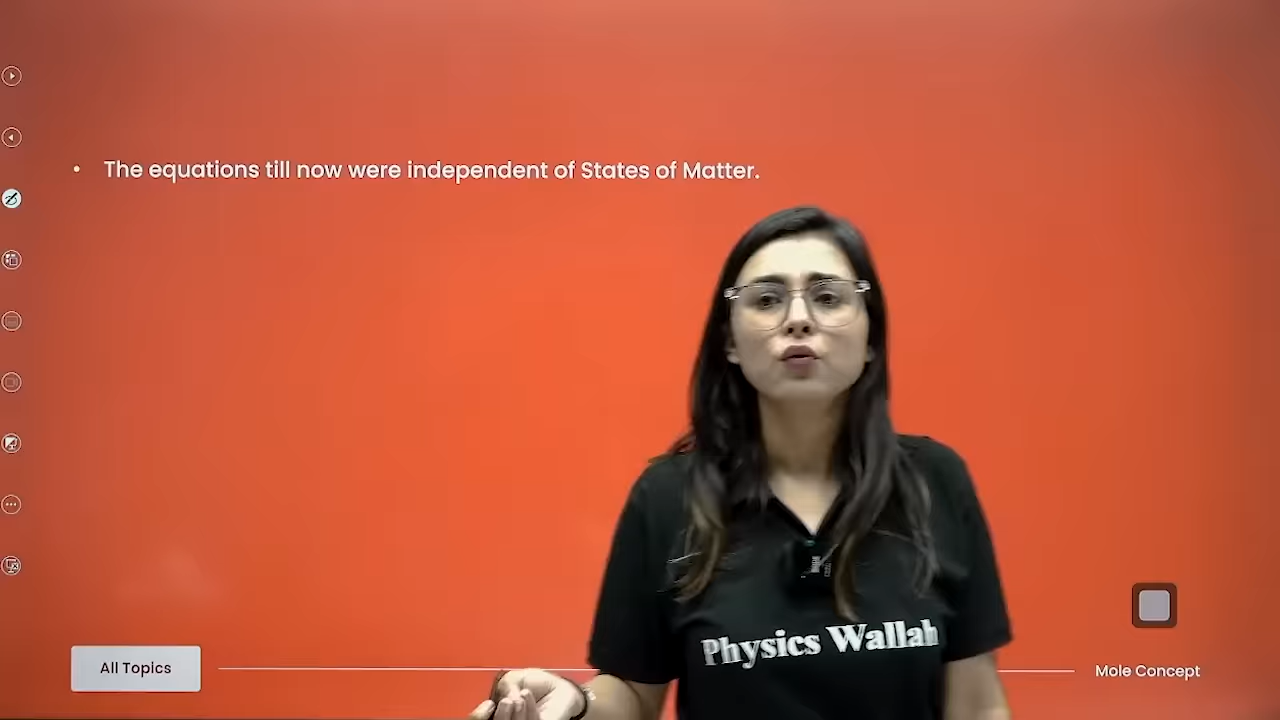 The equations till now were independent of States of Matter.
Physics Wallah
All Topics
Mole Concept